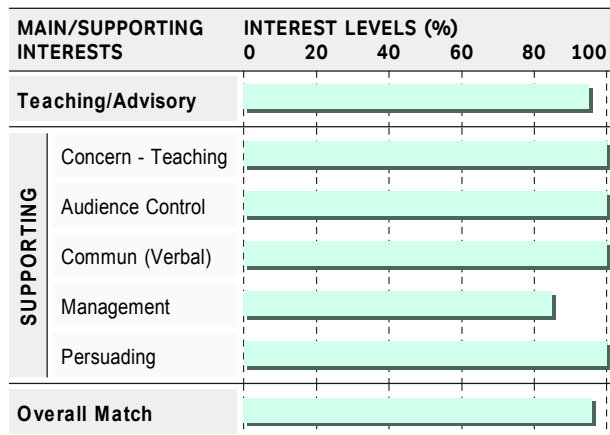 MAIN/SUPPORTING INTERESTS
INTEREST LEVELS (%)
0 20 40 60 80 100
Teaching/Advisory
SUPPORTING
Concern - Teaching
Audience Control
Commun (Verbal)
Management
Persuading
Overall Match